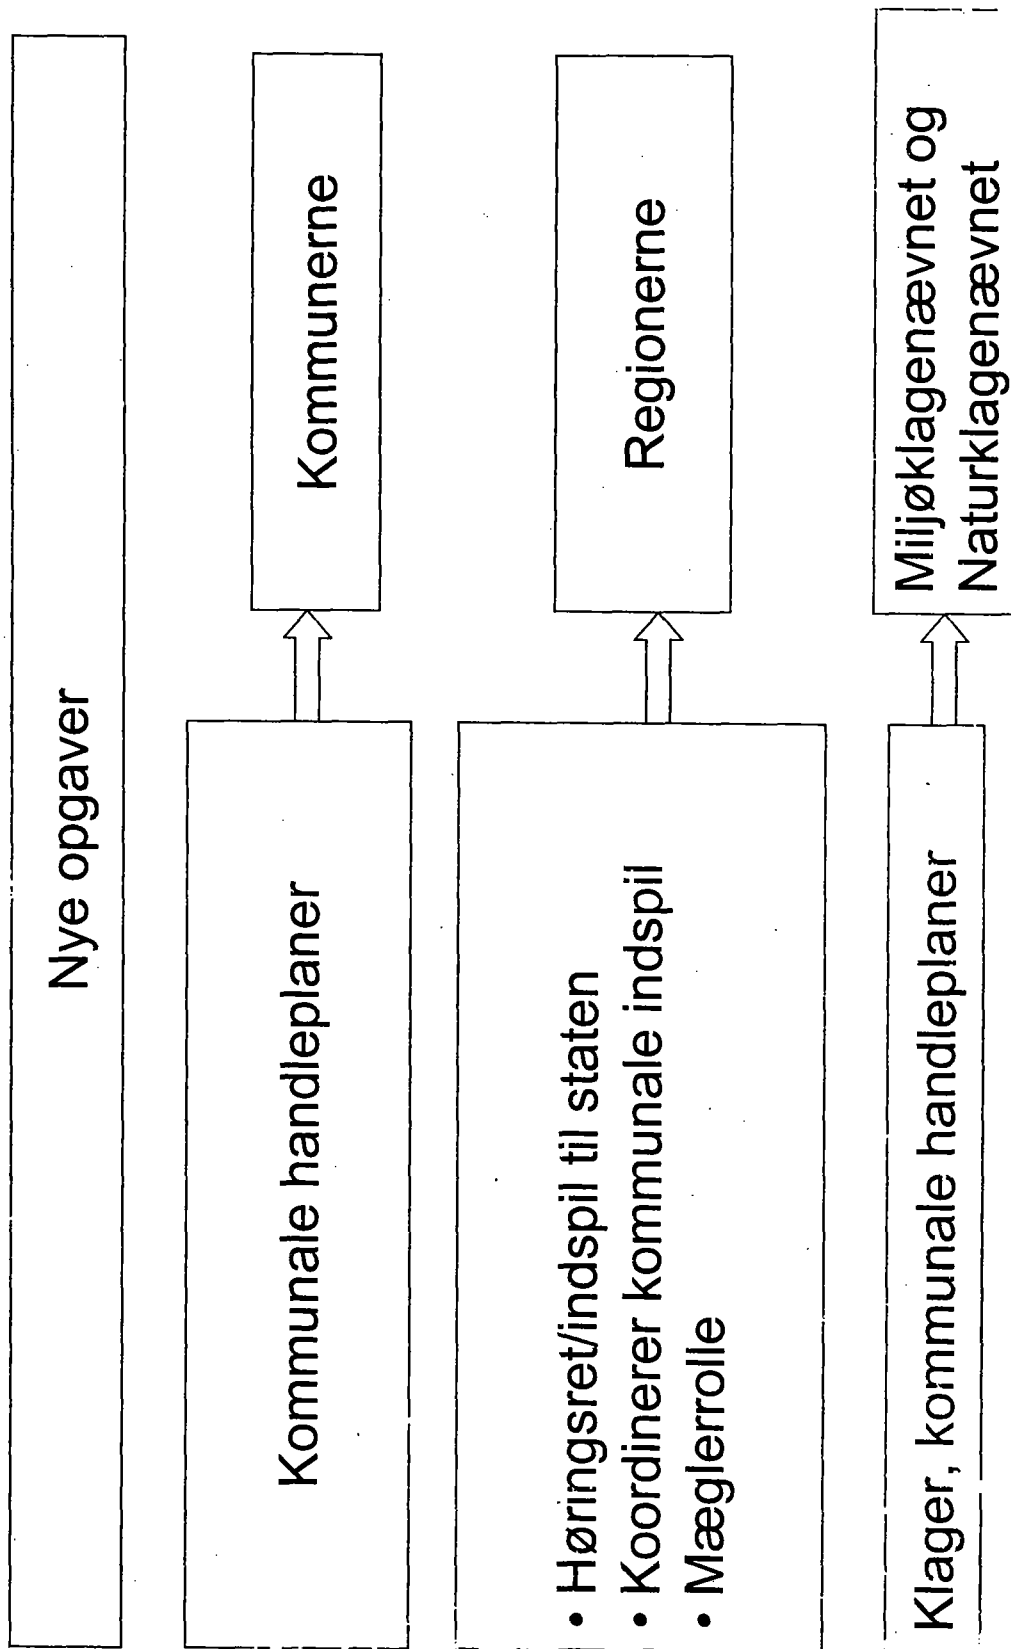 Nye opgaver
Kommunale handleplaner
Kommunerne
• Høringsret/indspil til staten
• Koordinerer kommunale indspil
• Mæglerrolle
Regionerne
Klager, kommunale handleplaner
Miljøklagenævnet og
Naturklagenævnet